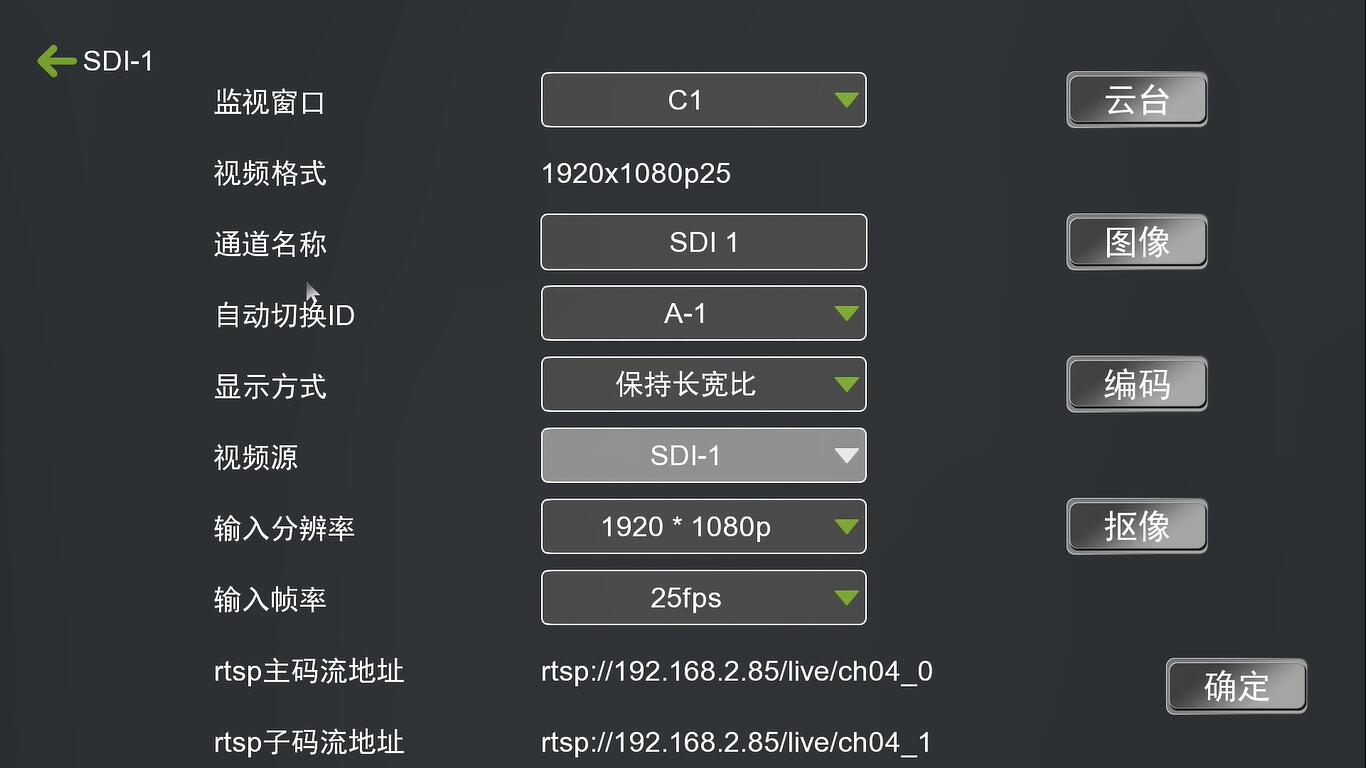 SDI-1
监视窗口 C1 云台
视频格式 1920x1080p25
通道名称 SDI 1 图像
自动切换ID A-1
显示方式 保持长宽比 编码
视频源 SDI-1
输入分辨率 1920 * 1080p 抠像
输入帧率 25fps
rtsp主码流地址 rtsp://192.168.2.85/live/ch04_0 确定
rtsp子码流地址 rtsp://192.168.2.85/live/ch04_1